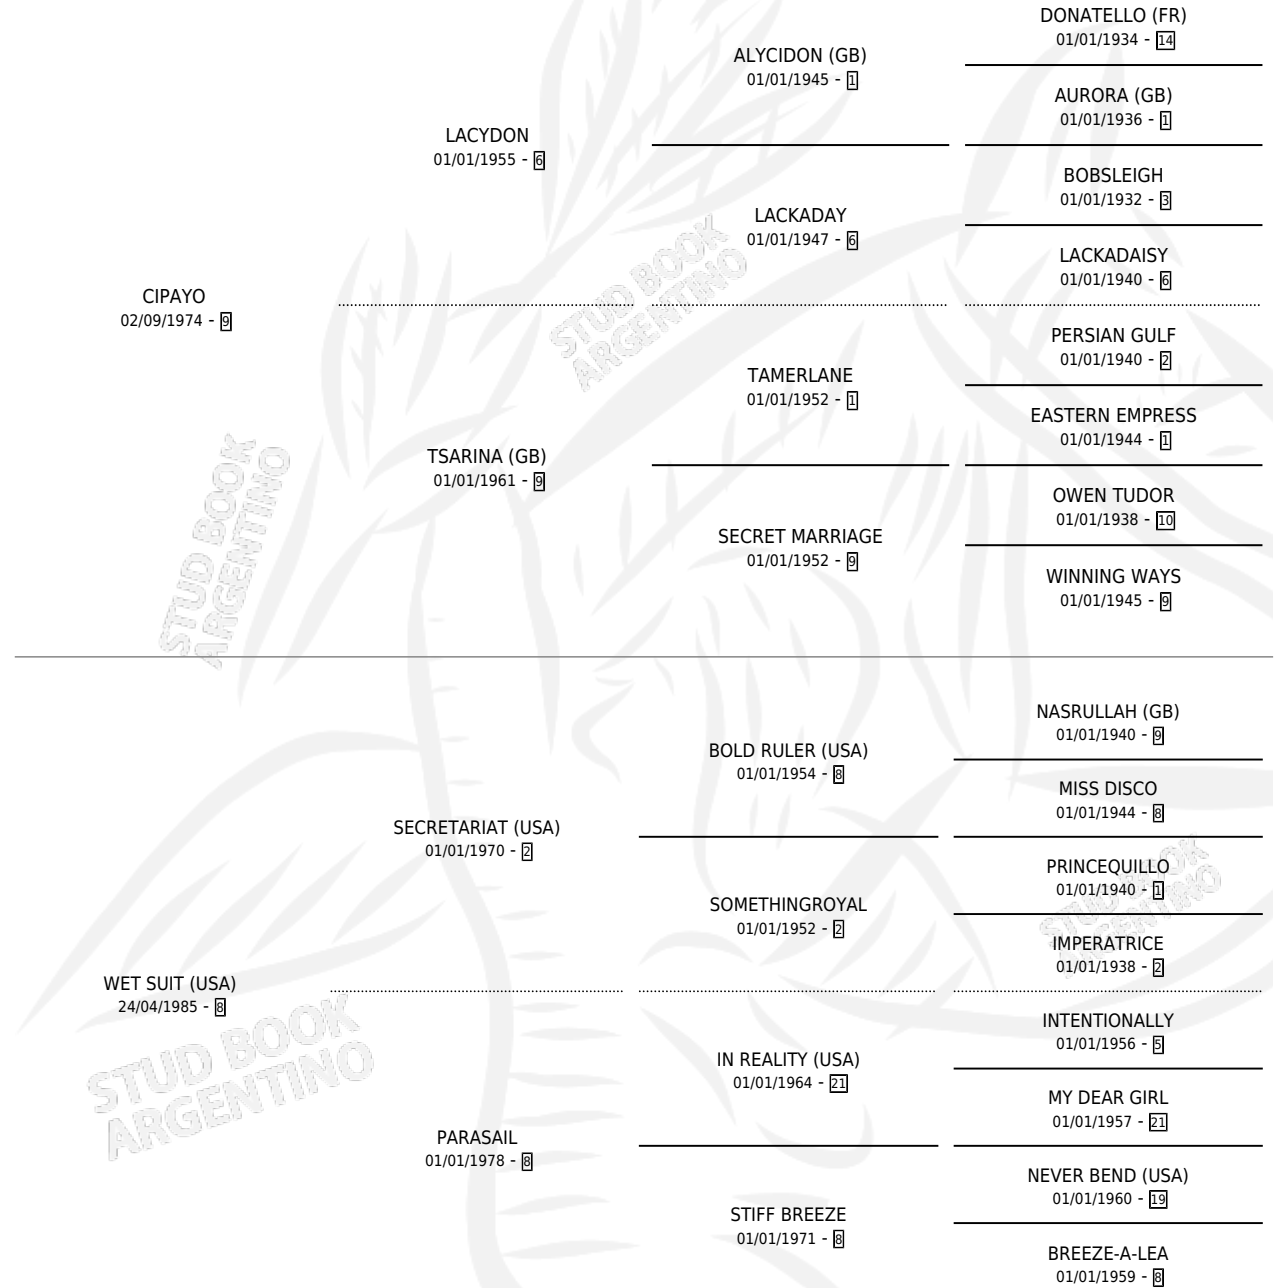 DONATELLO (FR)
01/01/1934 - 14
ALYCIDON (GB)
01/01/1945 - 1
AURORA (GB)
01/01/1936 - 1
LACYDON
01/01/1955 - 6
BOBSLEIGH
01/01/1932 - 3
LACKADAY
01/01/1947 - 6
LACKADAISY
01/01/1940 - 6
CIPAYO
02/09/1974 - 9
PERSIAN GULF
01/01/1940 - 2
TAMERLANE
01/01/1952 - 1
EASTERN EMPRESS
01/01/1944 - 1
TSARINA (GB)
01/01/1961 - 9
OWEN TUDOR
01/01/1938 - 10
SECRET MARRIAGE
01/01/1952 - 9
WINNING WAYS
01/01/1945 - 9
STUD BOOK
ARGENTINO
STUD BOOK
ARGENTINO
NASRULLAH (GB)
01/01/1940 - 9
BOLD RULER (USA)
01/01/1954 - 8
MISS DISCO
01/01/1944 - 8
SECRETARIAT (USA)
01/01/1970 - 2
PRINCEQUILLO
01/01/1940 - 1
SOMETHINGROYAL
01/01/1952 - 2
IMPERATRICE
01/01/1938 - 2
WET SUIT (USA)
24/04/1985 - 8
INTENTIONALLY
01/01/1956 - 5
IN REALITY (USA)
01/01/1964 - 21
MY DEAR GIRL
01/01/1957 - 21
PARASAIL
01/01/1978 - 8
NEVER BEND (USA)
01/01/1960 - 19
STIFF BREEZE
01/01/1971 - 8
BREEZE-A-LEA
01/01/1959 - 8
STUD BOOK
ARGENTINO
STUD BOOK
ARGENTINO